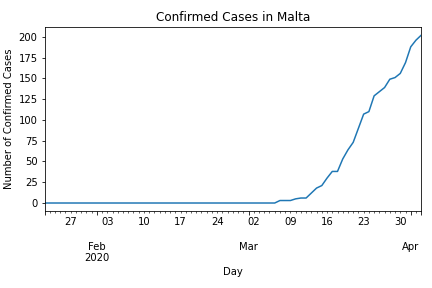 Confirmed Cases in Malta
Number of Confirmed Cases
200
175
150
125
100
75
50
25
0
27 03 10 17 24 02 09 16 23 30
Feb Mar Apr
2020
Day